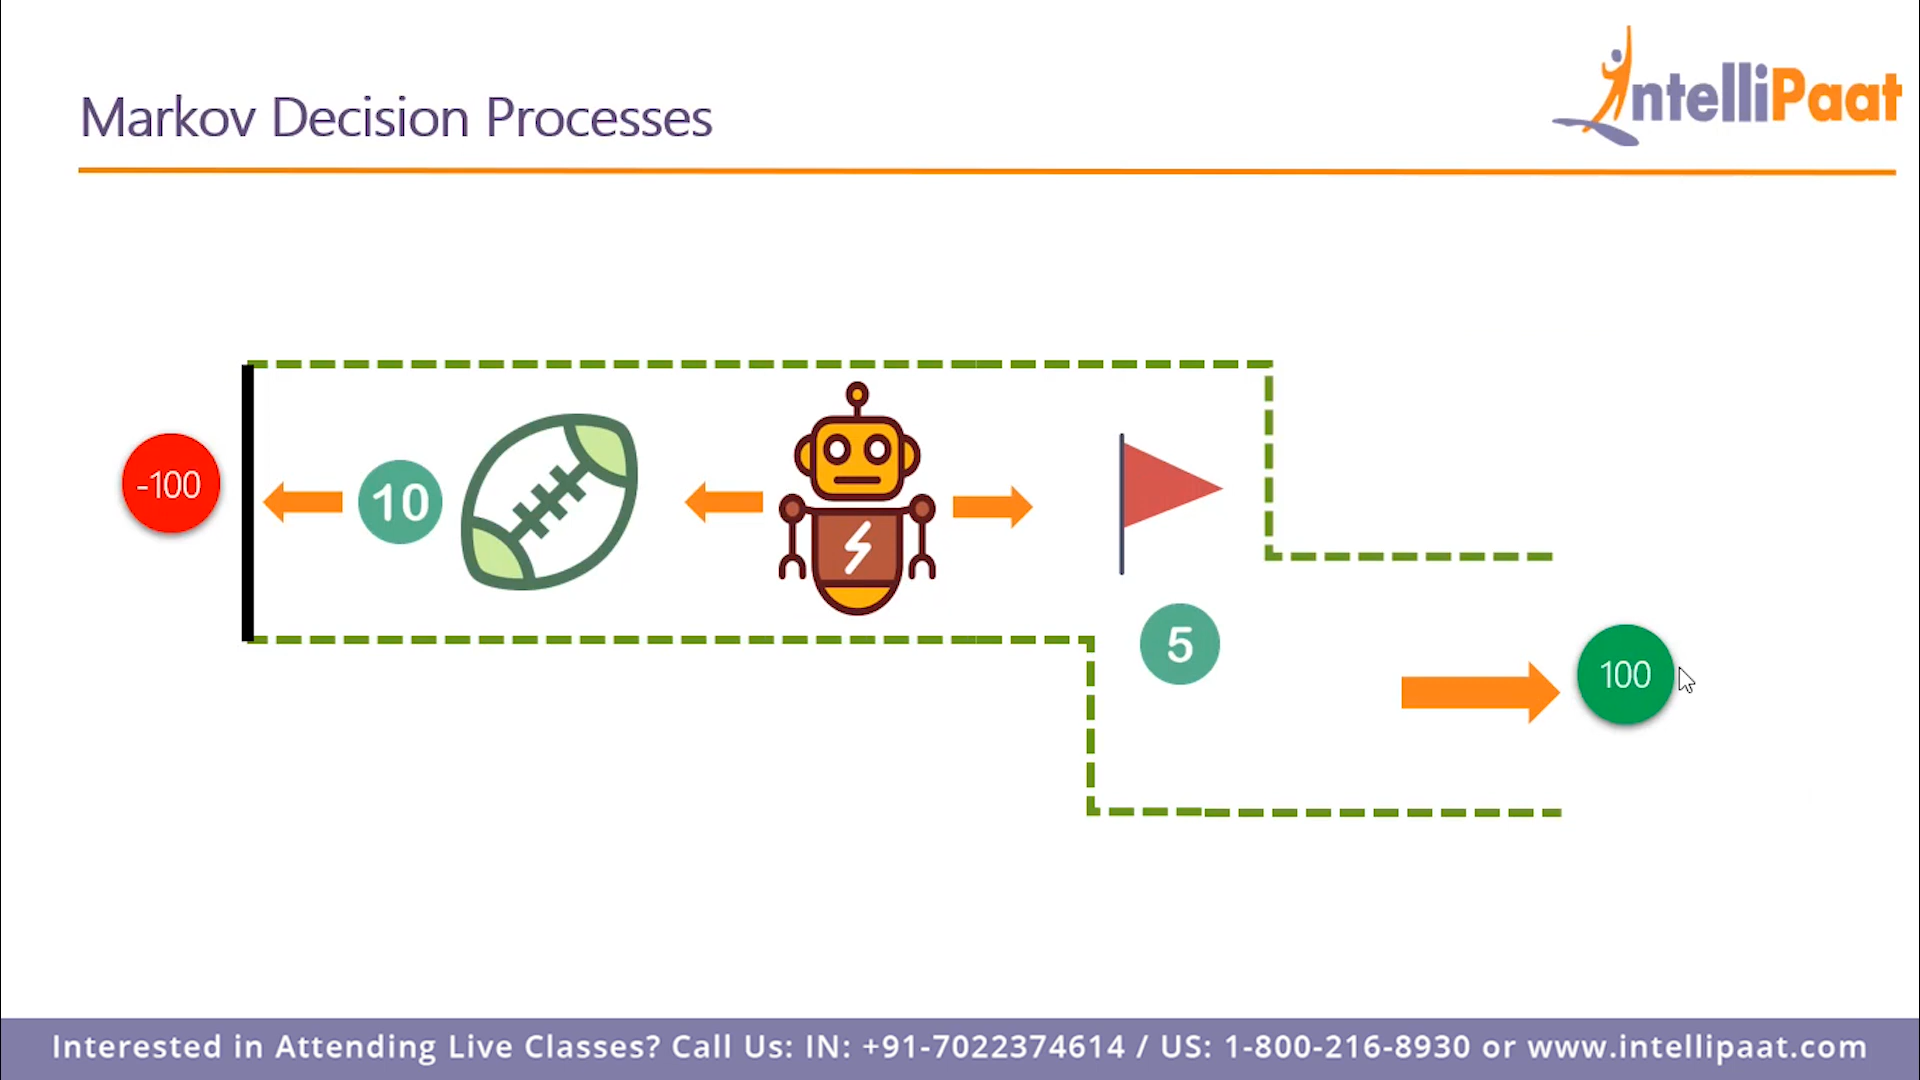 IntelliPaat
Markov Decision Processes
-100
10
5
100
Interested in Attending Live Classes? Call Us: IN: +91-7022374614 / US: 1-800-216-8930 or www.intellipaat.com